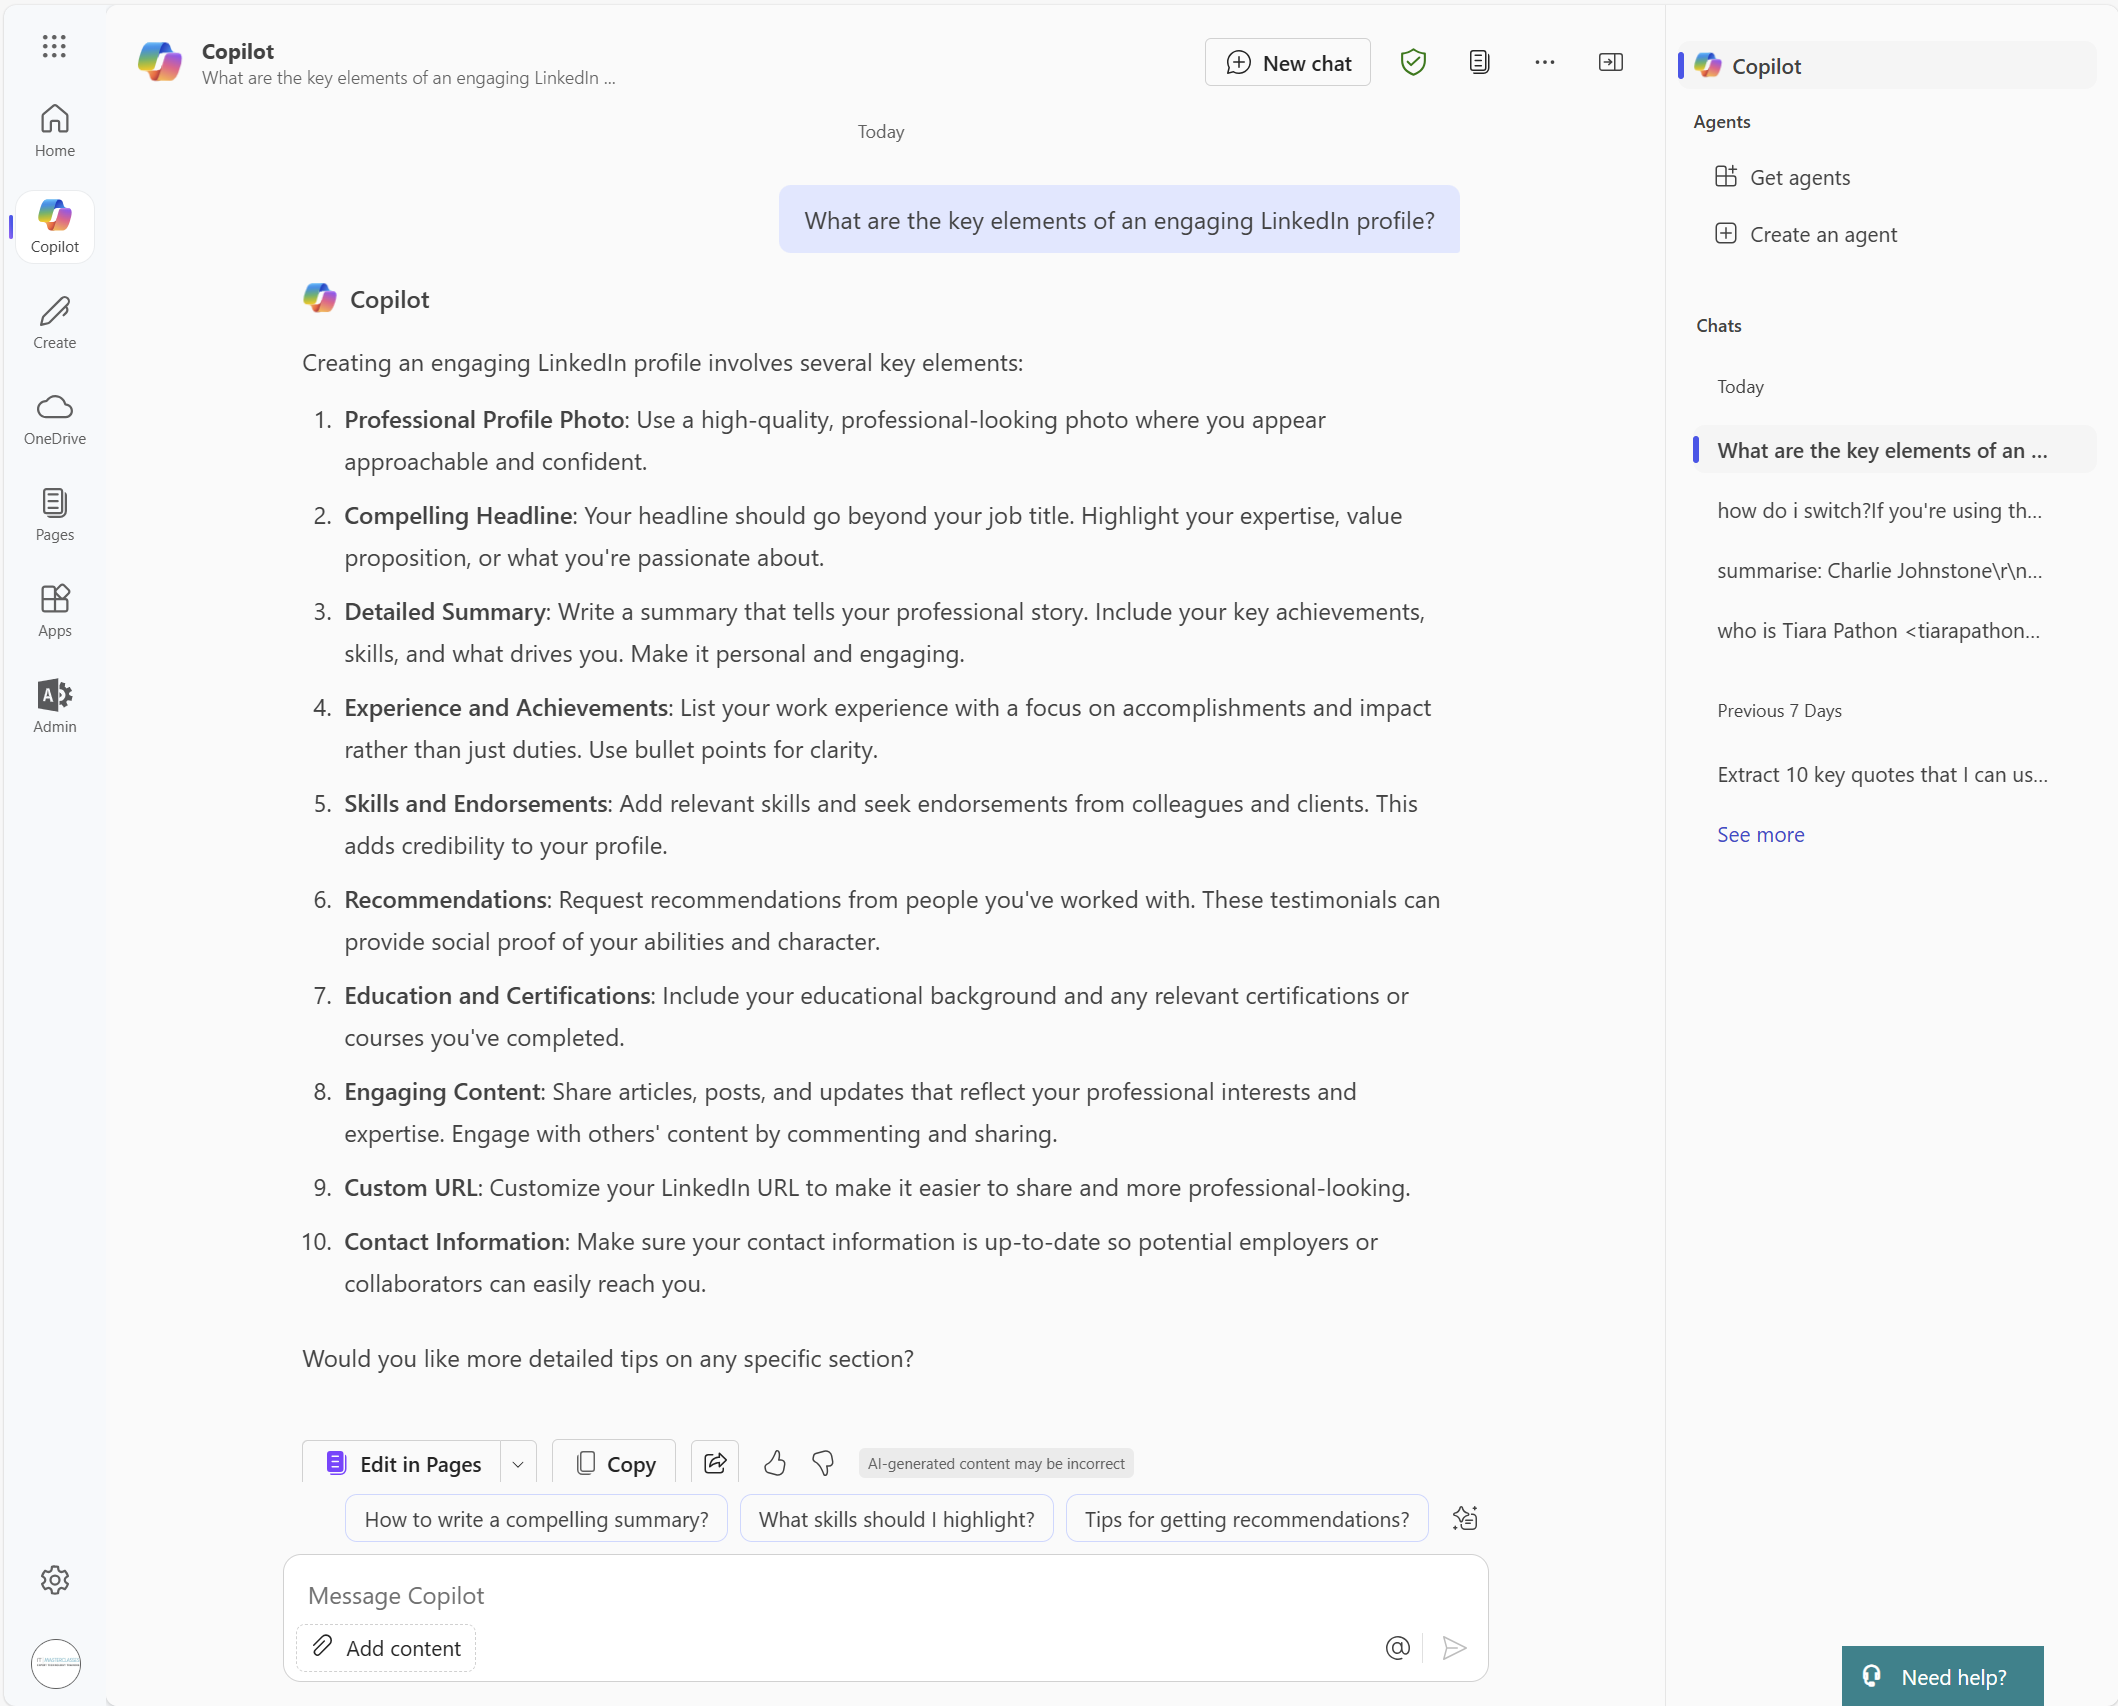 Home
Copilot
Create
OneDrive
Pages
Apps
Admin
Copilot
What are the key elements of an engaging LinkedIn ...
New chat
Today
What are the key elements of an engaging LinkedIn profile?
Copilot
Creating an engaging LinkedIn profile involves several key elements:
1. Professional Profile Photo: Use a high-quality, professional-looking photo where you appear
approachable and confident.
2. Compelling Headline: Your headline should go beyond your job title. Highlight your expertise, value
proposition, or what you're passionate about.
3. Detailed Summary: Write a summary that tells your professional story. Include your key achievements,
skills, and what drives you. Make it personal and engaging.
4. Experience and Achievements: List your work experience with a focus on accomplishments and impact
rather than just duties. Use bullet points for clarity.
5. Skills and Endorsements: Add relevant skills and seek endorsements from colleagues and clients. This
adds credibility to your profile.
6. Recommendations: Request recommendations from people you've worked with. These testimonials can
provide social proof of your abilities and character.
7. Education and Certifications: Include your educational background and any relevant certifications or
courses you've completed.
8. Engaging Content: Share articles, posts, and updates that reflect your professional interests and
expertise. Engage with others' content by commenting and sharing.
9. Custom URL: Customize your LinkedIn URL to make it easier to share and more professional-looking.
10. Contact Information: Make sure your contact information is up-to-date so potential employers or
collaborators can easily reach you.
Would you like more detailed tips on any specific section?
Edit in Pages
Copy
AI-generated content may be incorrect
How to write a compelling summary?
What skills should I highlight?
Tips for getting recommendations?
Message Copilot
Add content
Copilot
Agents
Get agents
Create an agent
Chats
Today
What are the key elements of an ...
how do i switch?If you're using th...
summarise: Charlie Johnstone\r\n...
who is Tiara Pathon <tiarapathon...
Previous 7 Days
Extract 10 key quotes that I can us...
See more
Need help?